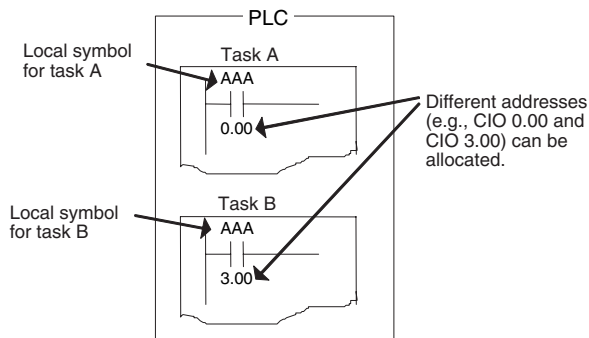 PLC
Local symbol
for task A
Task A
AAA
0.00
Different addresses
(e.g., CIO 0.00 and
CIO 3.00) can be
allocated.
Local symbol
for task B
Task B
AAA
3.00